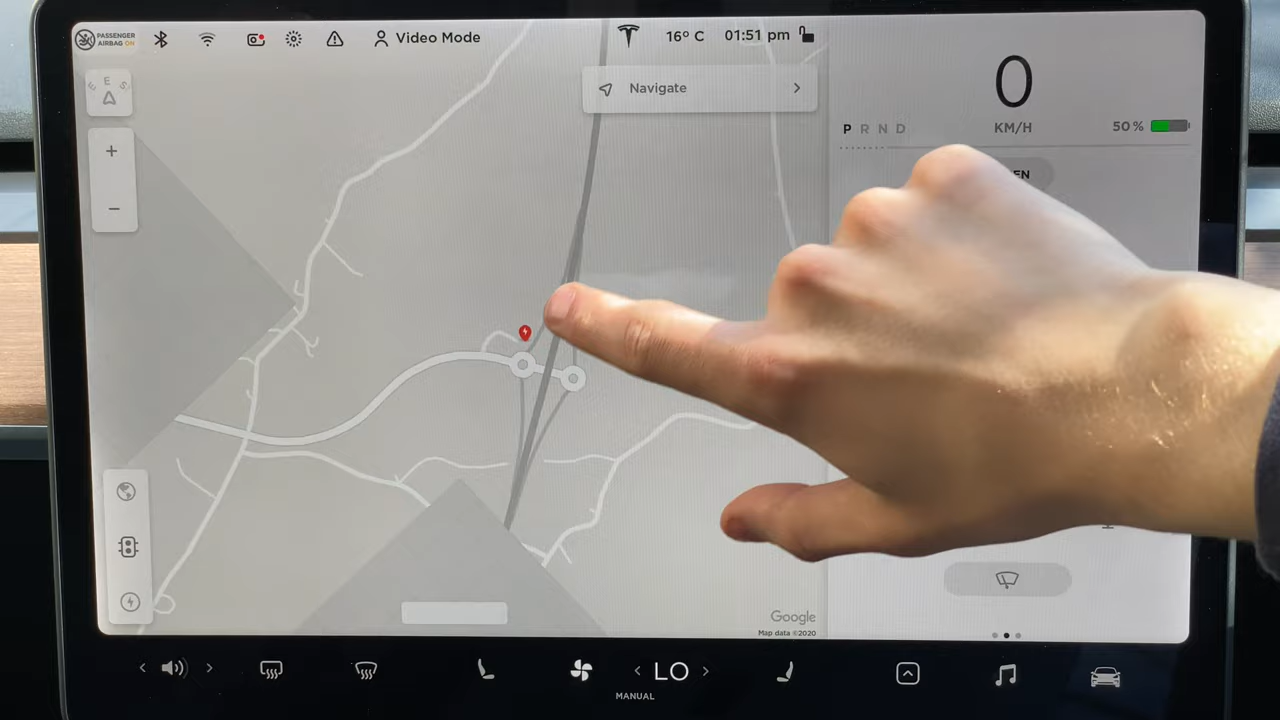 PASSENGER
AIRBAG ON
Video Mode
16° C
01:51 pm
E E S
Navigate
0
KM/H
P R N D
50 %
EN
Google
Map data ©2020
LO
MANUAL